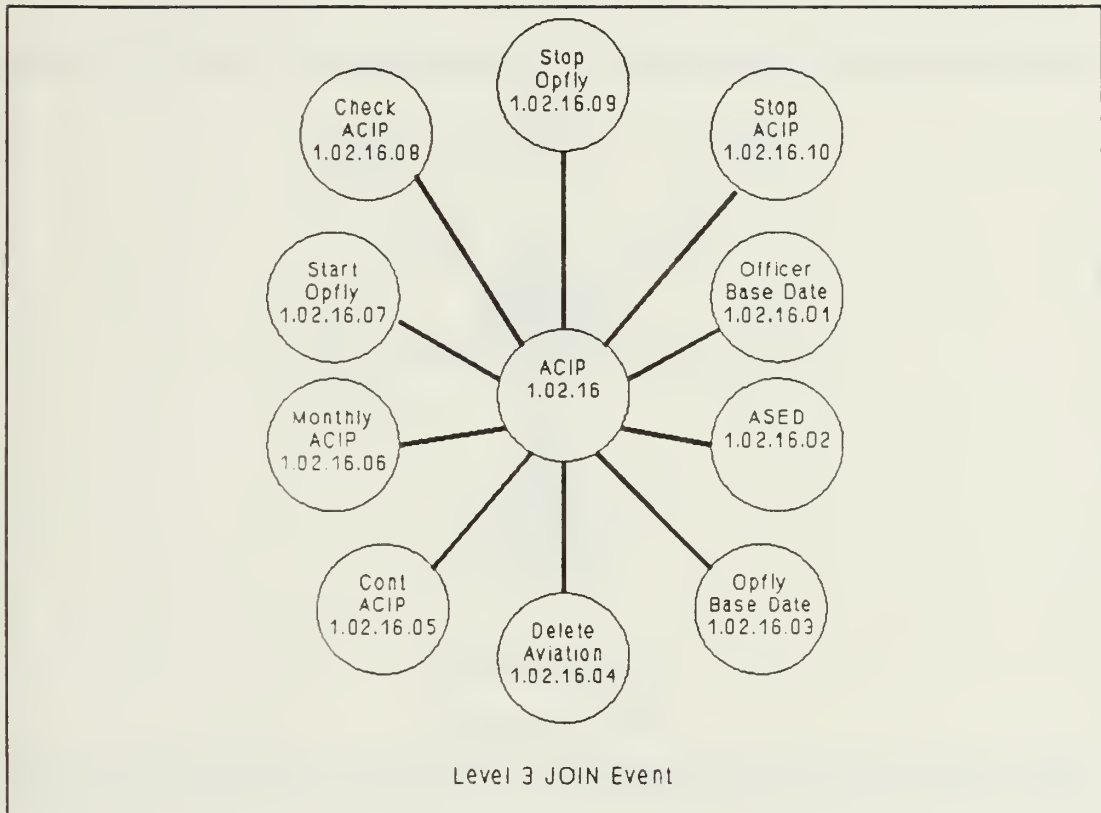 Stop
Opfly
1.02.16.09
Check
ACIP
1.02.16.08
Stop
ACIP
1.02.16.10
Start
Opfly
1.02.16.07
Officer
Base Date
1.02.16.01
ACIP
1.02.16
Monthly
ACIP
1.02.16.06
ASED
1.02.16.02
Cont
ACIP
1.02.16.05
Delete
Aviation
1.02.16.04
Opfly
Base Date
1.02.16.03
Level 3 JOIN Event